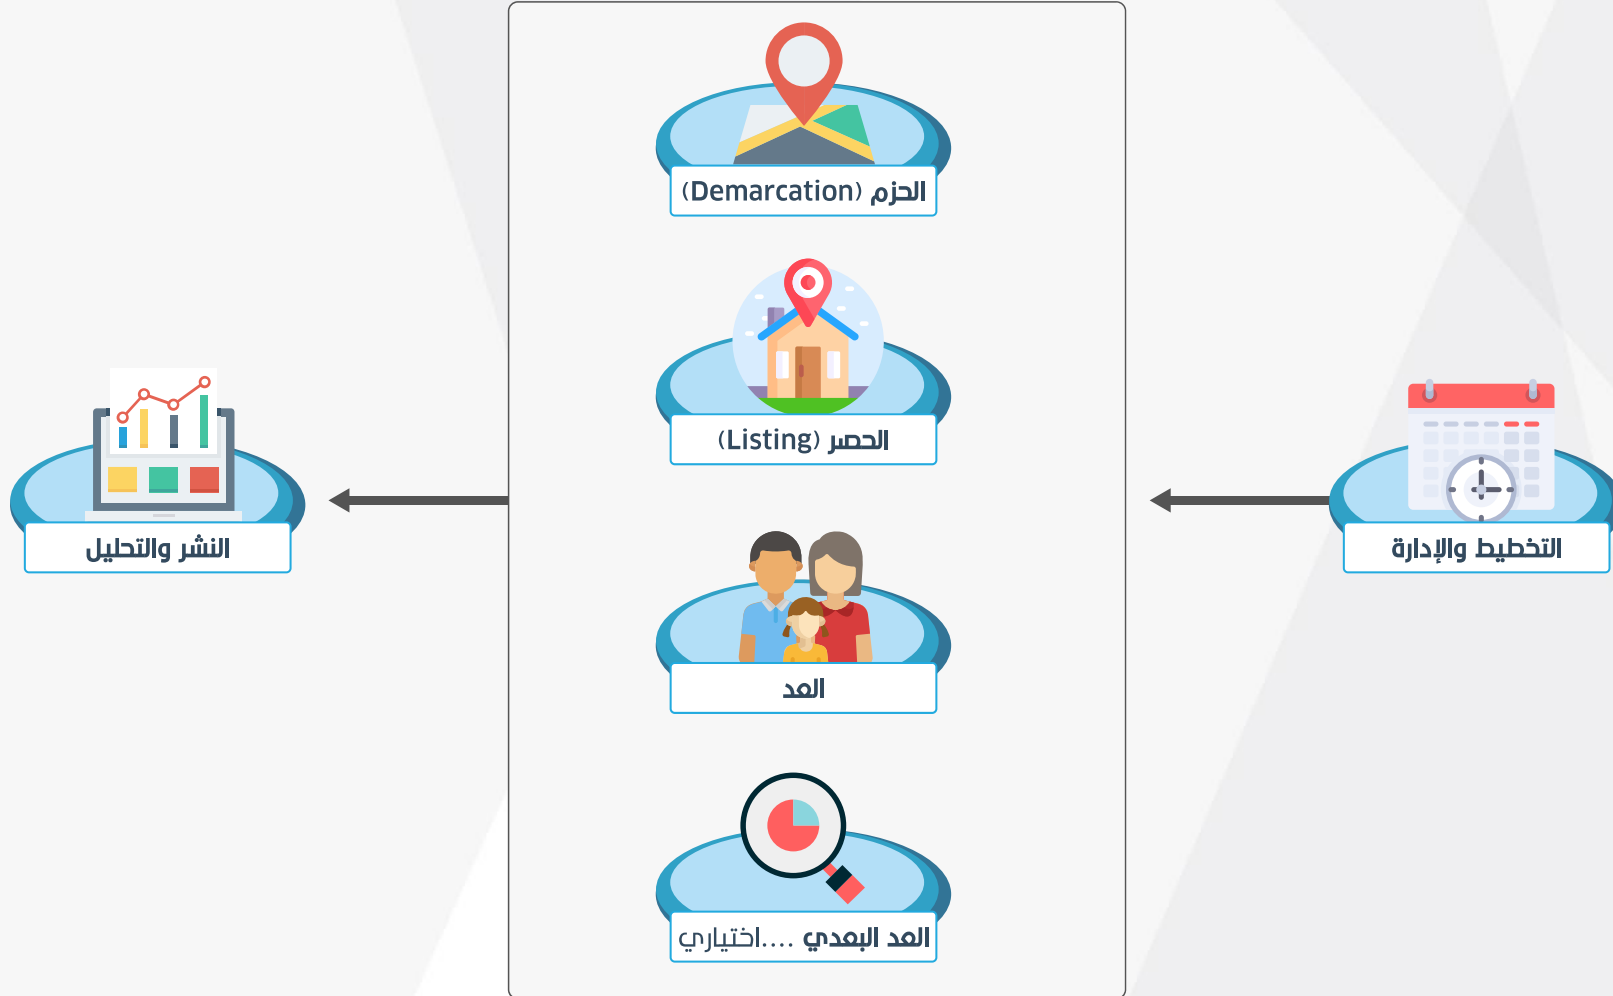 التخطيط والإدارة
الحزم (Demarcation)
الحصر (Listing)
العد
العد البعدي ....اختياري
النشر والتحليل